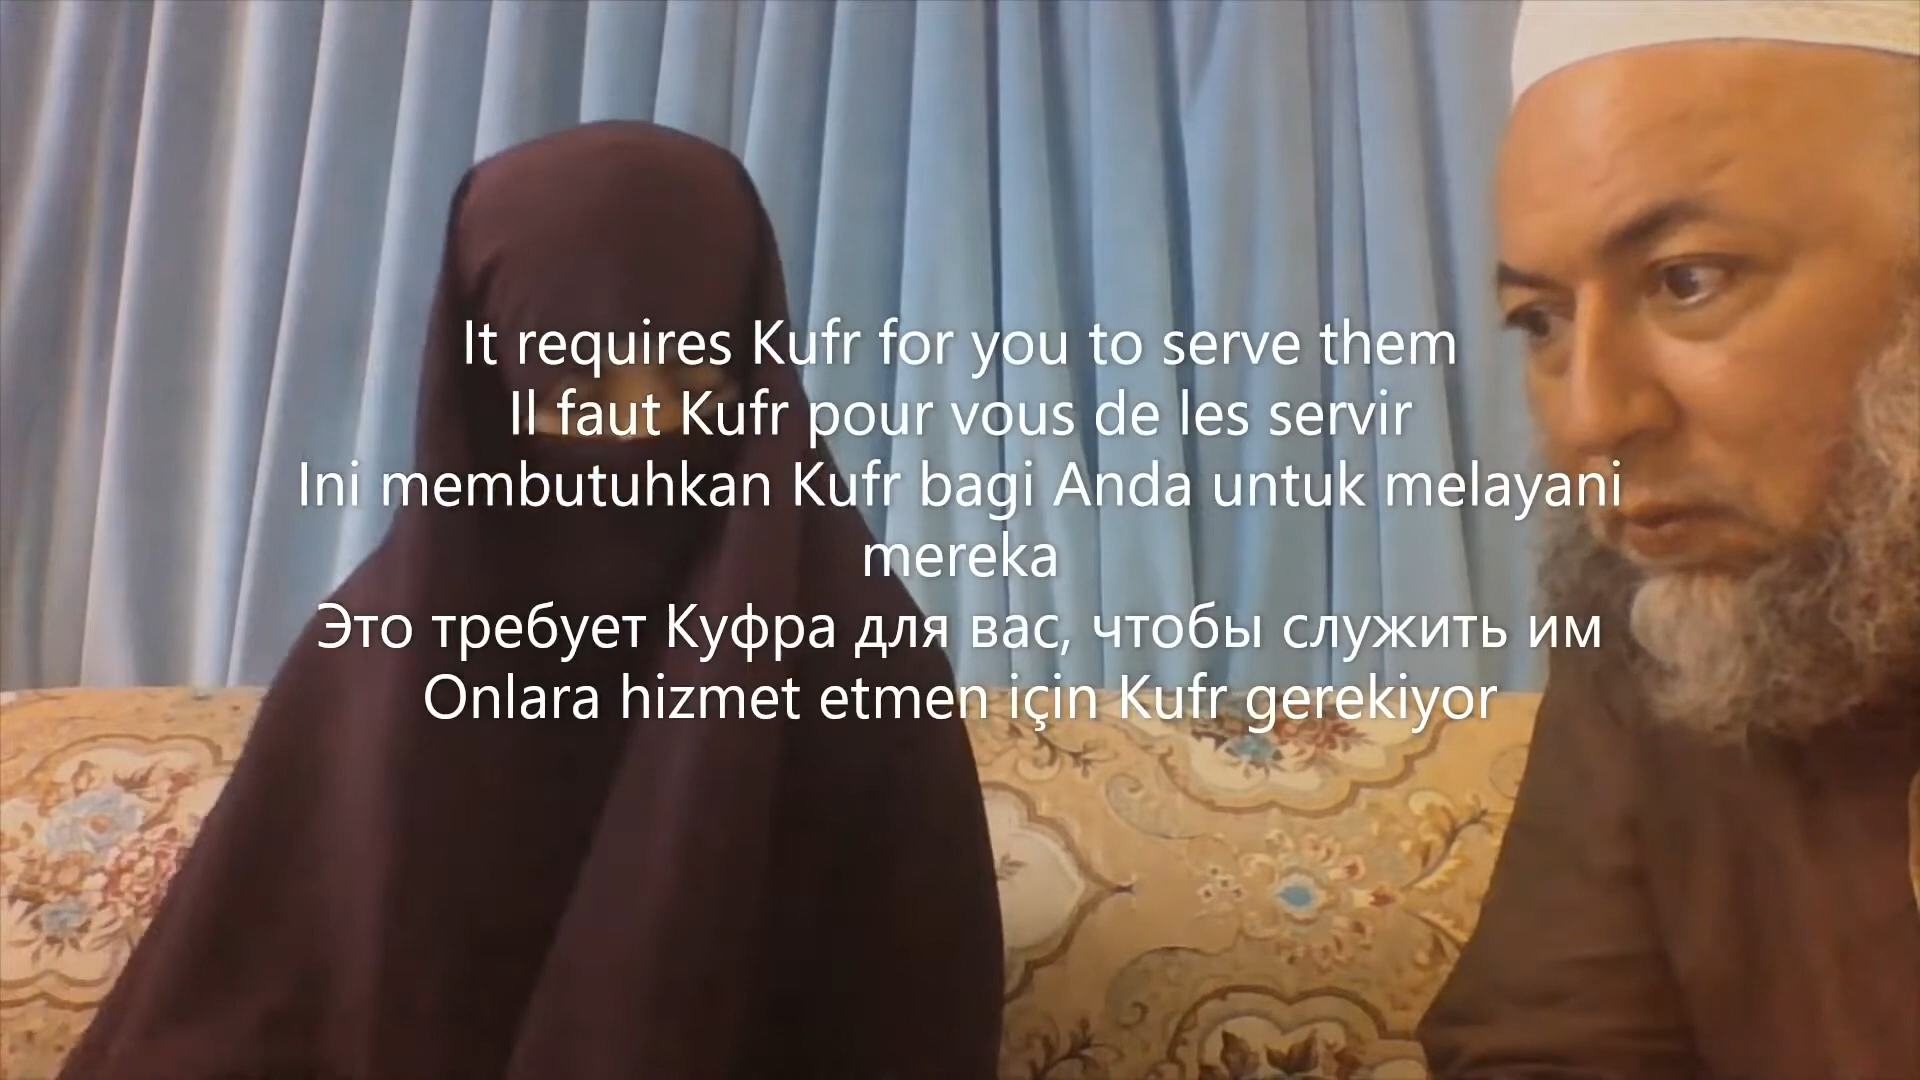 It requires Kufr for you to serve them
Il faut Kufr pour vous de les servir
Ini membutuhkan Kufr bagi Anda untuk melayani
mereka
Это требует Куфра для вас, чтобы служить им
Onlara hizmet etmen için Kufr gerekiyor